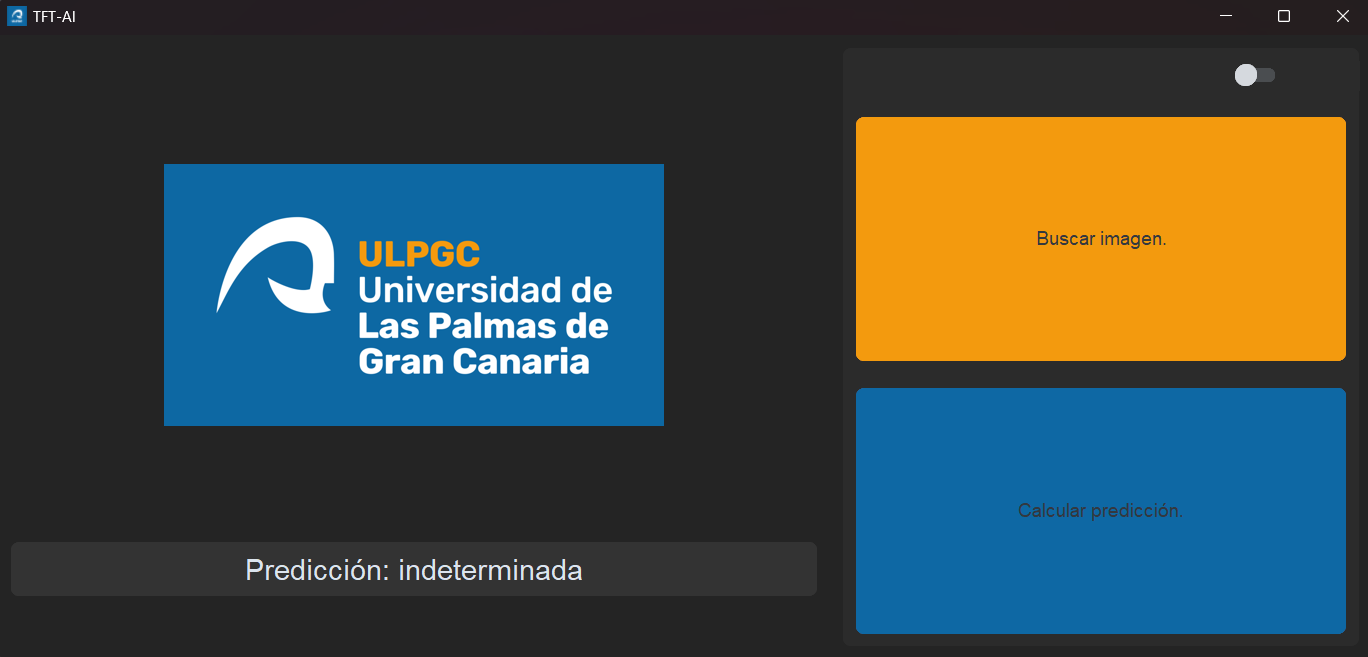 TFT-AI
ULPGC
Universidad de
Las Palmas de
Gran Canaria
Predicción: indeterminada
Buscar imagen.
Calcular predicción.